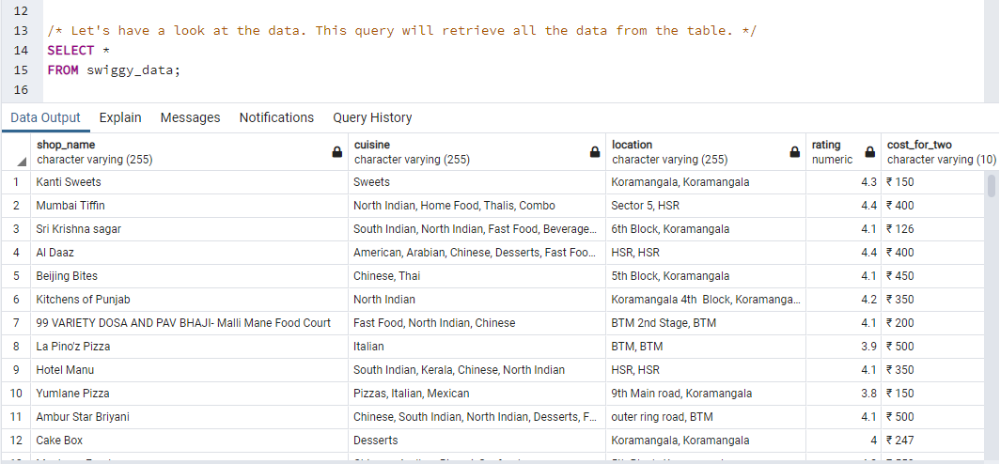 12
13 /* Let's have a look at the data. This query will retrieve all the data from the table. */
14 SELECT *
15 FROM swiggy_data;
16
Data Output Explain Messages Notifications Query History
shop_name cuisine location rating cost_for_two
character varying (255) character varying (255) character varying (255) numeric character varying (10)
1 Kanti Sweets Sweets Koramangala, Koramangala 4.3 ₹ 150
2 Mumbai Tiffin North Indian, Home Food, Thalis, Combo Sector 5, HSR 4.4 ₹ 400
3 Sri Krishna sagar South Indian, North Indian, Fast Food, Beverage... 6th Block, Koramangala 4.1 ₹ 126
4 Al Daaz American, Arabian, Chinese, Desserts, Fast Foo... HSR, HSR 4.4 ₹ 400
5 Beijing Bites Chinese, Thai 5th Block, Koramangala 4.1 ₹ 450
6 Kitchens of Punjab North Indian Koramangala 4th Block, Koramanga... 4.2 ₹ 350
7 99 VARIETY DOSA AND PAV BHAJI- Malli Mane Food Court Fast Food, North Indian, Chinese BTM 2nd Stage, BTM 4.1 ₹ 200
8 La Pino'z Pizza Italian BTM, BTM 3.9 ₹ 500
9 Hotel Manu South Indian, Kerala, Chinese, North Indian HSR, HSR 4.1 ₹ 350
10 Yumlane Pizza Pizzas, Italian, Mexican 9th Main road, Koramangala 3.8 ₹ 150
11 Ambur Star Briyani Chinese, South Indian, North Indian, Desserts, F... outer ring road, BTM 4.1 ₹ 500
12 Cake Box Desserts Koramangala, Koramangala 4 ₹ 247